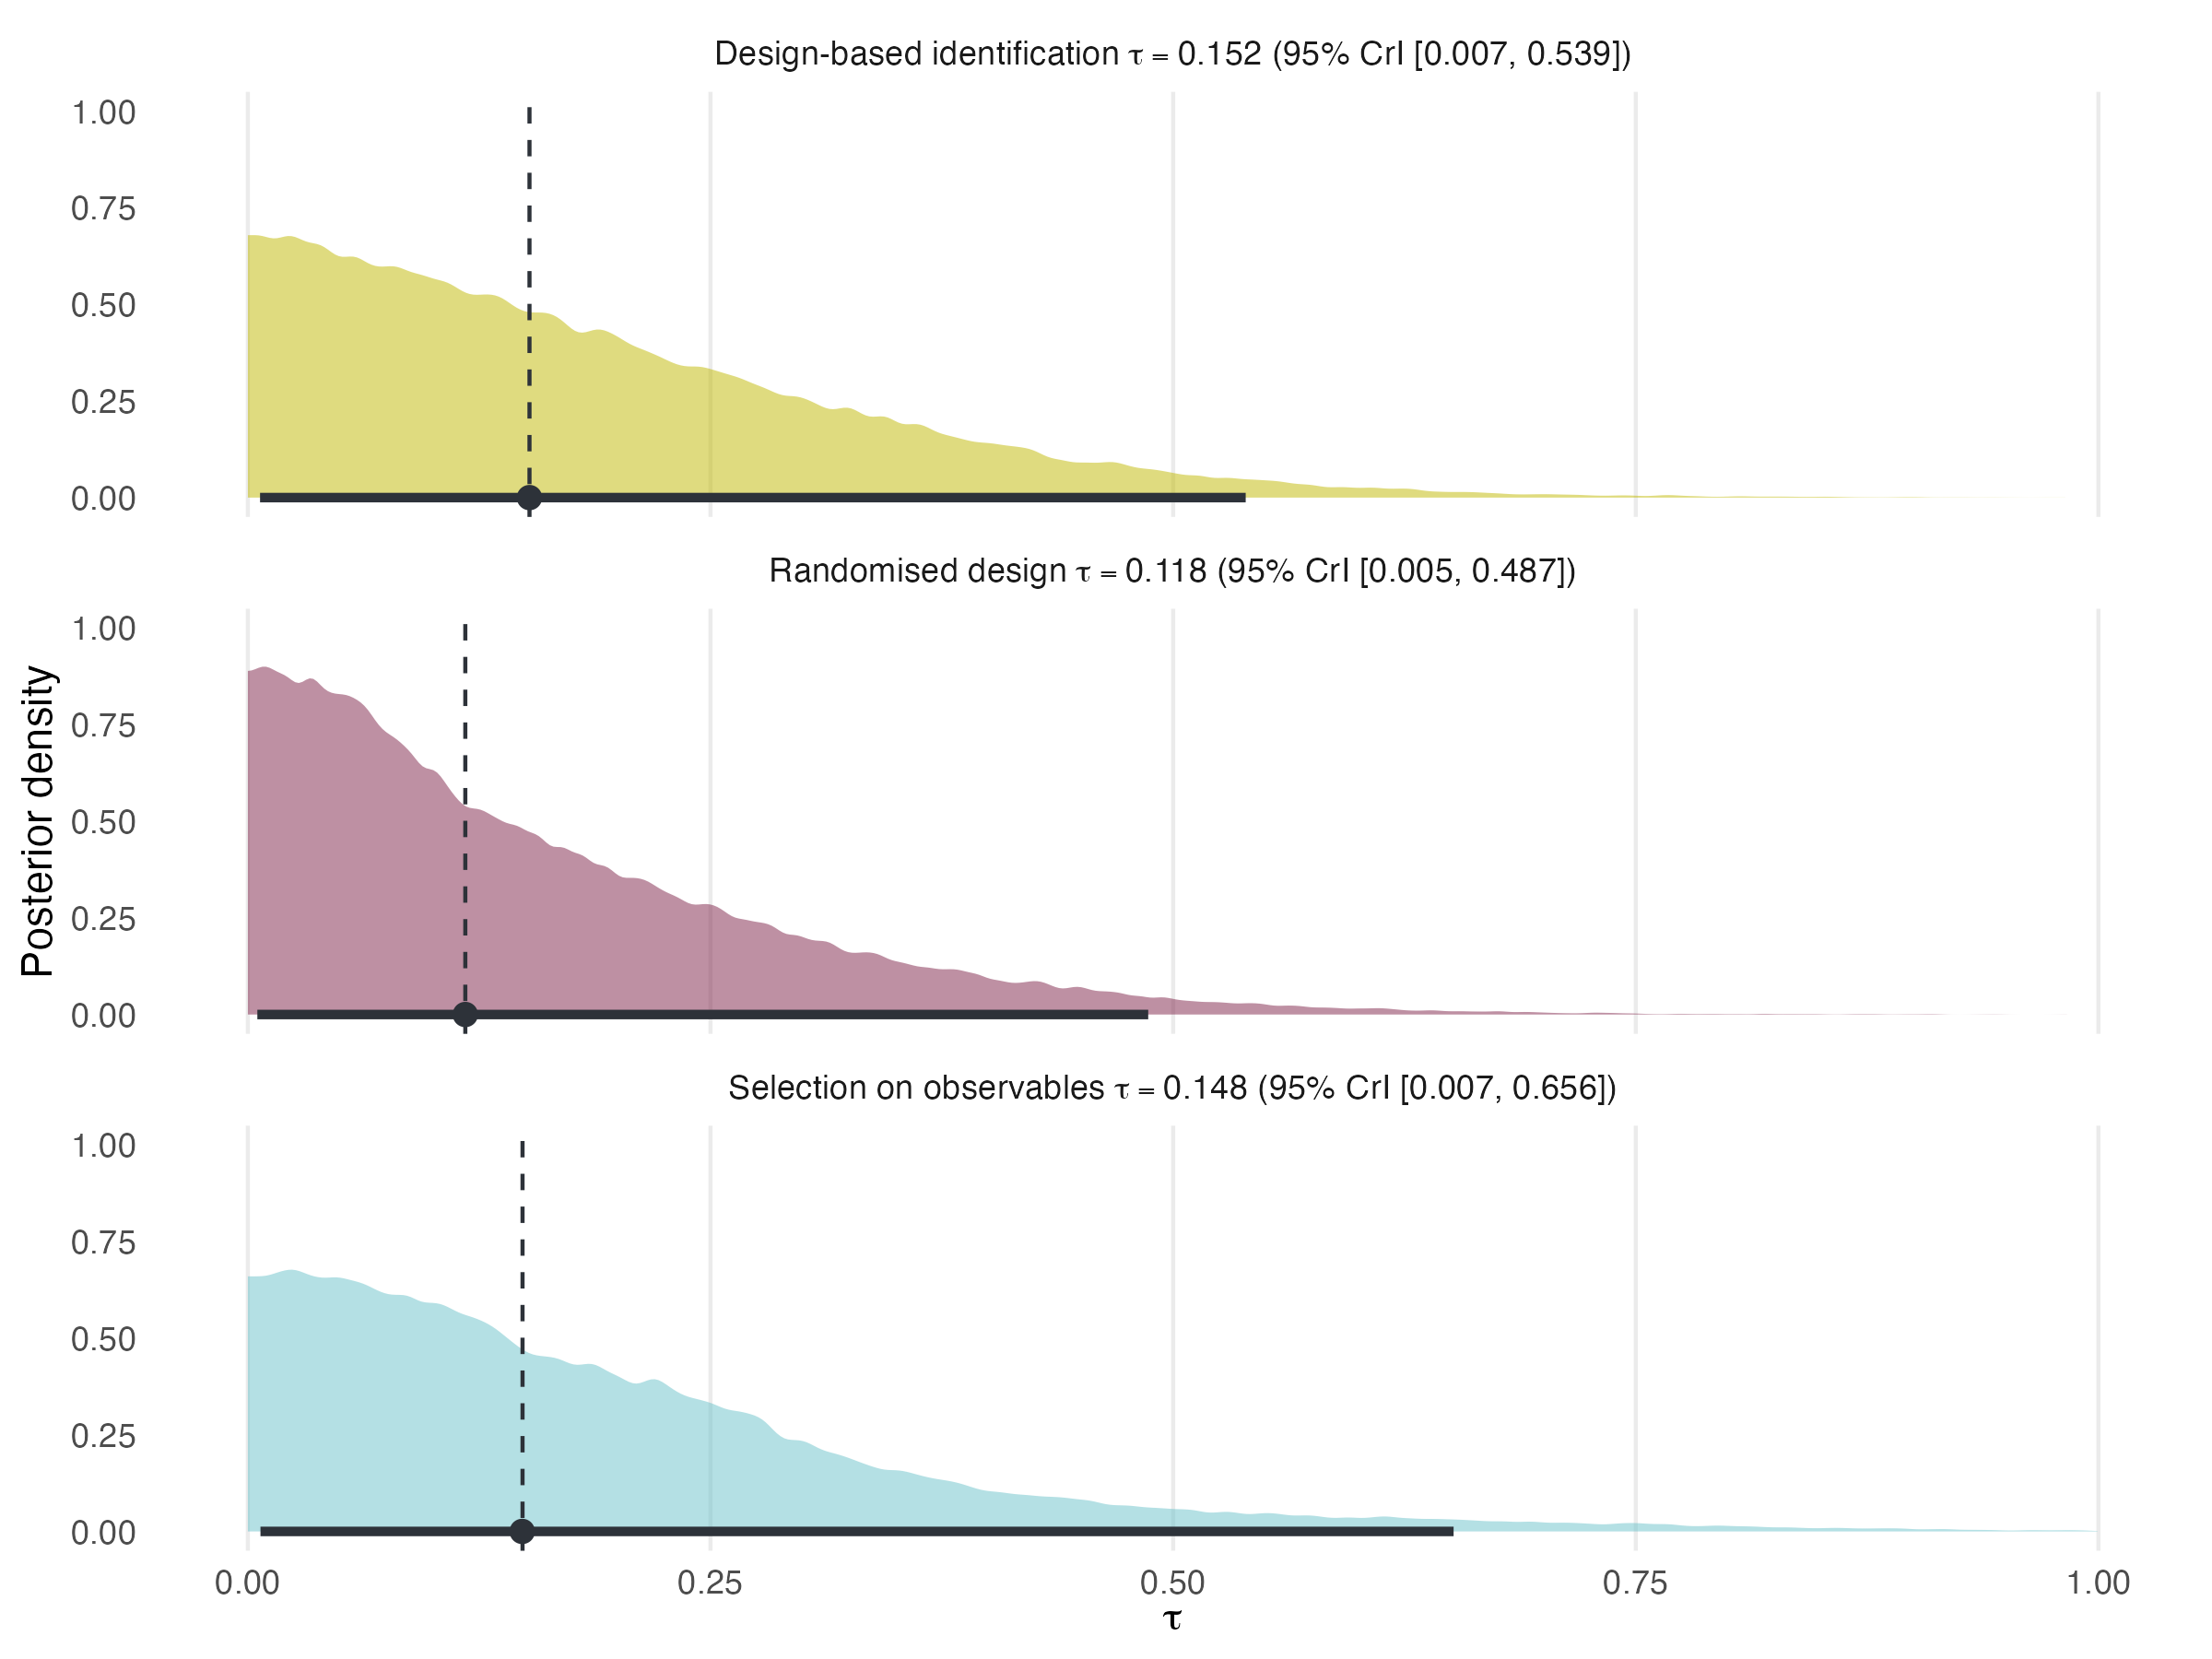 Design-based identification τ = 0.152 (95% CrI [0.007, 0.539])
1.00
0.75
0.50
0.25
0.00
Randomised design τ = 0.118 (95% CrI [0.005, 0.487])
1.00
0.75
0.50
0.25
0.00
Posterior density
Selection on observables τ = 0.148 (95% CrI [0.007, 0.656])
1.00
0.75
0.50
0.25
0.00
0.00 0.25 0.50 0.75 1.00
τ